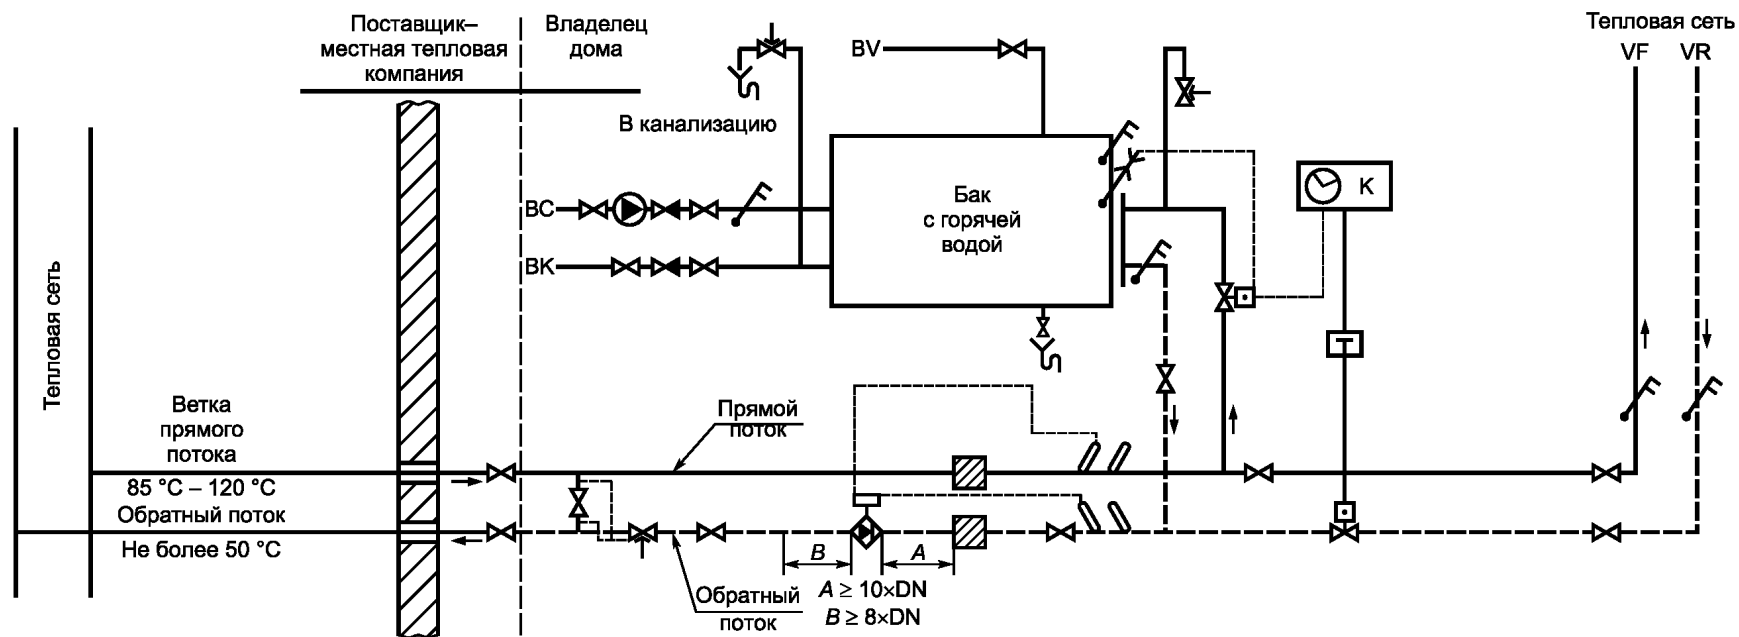 Поставщик–
местная тепловая
компания
Владелец
дома
В канализацию
BV
Тепловая сеть
VF
VR
BC
BK
Бак
с горячей
водой
K
Тепловая сеть
Ветка
прямого
потока
85 °C – 120 °C
Обратный поток
Не более 50 °C
Прямой
поток
B
A
A ≥ 10×DN
B ≥ 8×DN
Обратный
поток